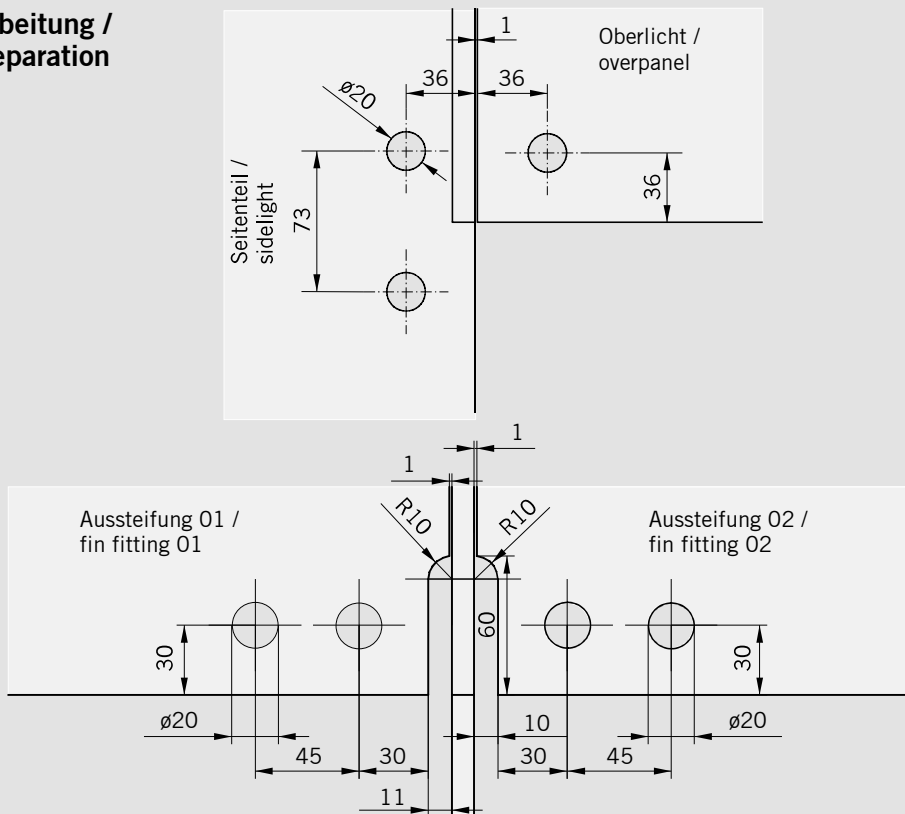 beitung /
eparation
1
Oberlicht /
overpanel
36
36
ø20
Seitenteil /
sidelight
73
36
1
1
Aussteifung 01 /
fin fitting 01
R10
R10
Aussteifung 02 /
fin fitting 02
30
60
30
ø20
10
ø20
45
30
30
45
11